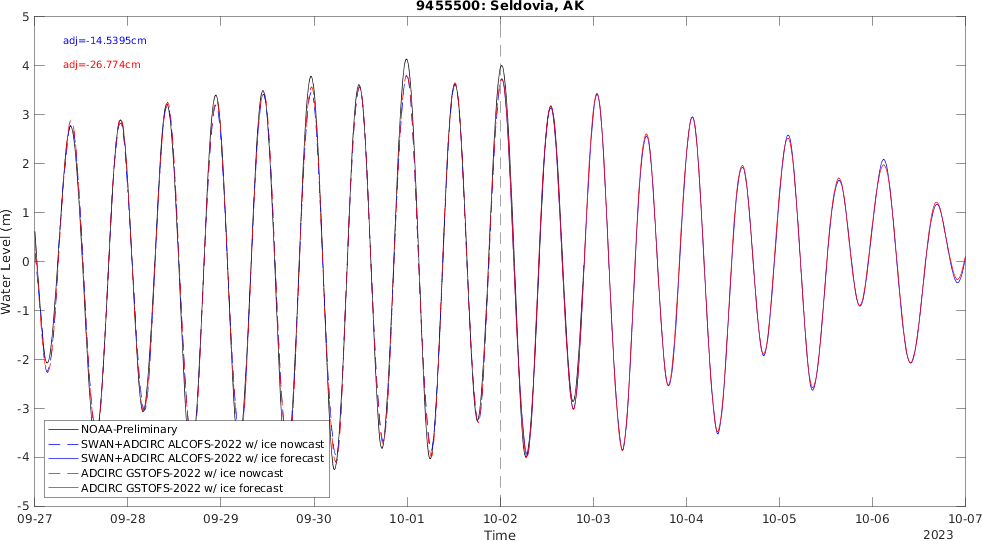 9455500: Seldovia, AK
adj=-14.5395cm
adj=-26.774cm
5
4
3
2
1
0
-1
-2
-3
-4
-5
Water Level (m)
NOAA-Preliminary
SWAN+ADCIRC ALCOFS-2022 w/ ice nowcast
SWAN+ADCIRC ALCOFS-2022 w/ ice forecast
ADCIRC GSTOFS-2022 w/ ice nowcast
ADCIRC GSTOFS-2022 w/ ice forecast
09-27 09-28 09-29 09-30 10-01 10-02 10-03 10-04 10-05 10-06 10-07
Time
2023